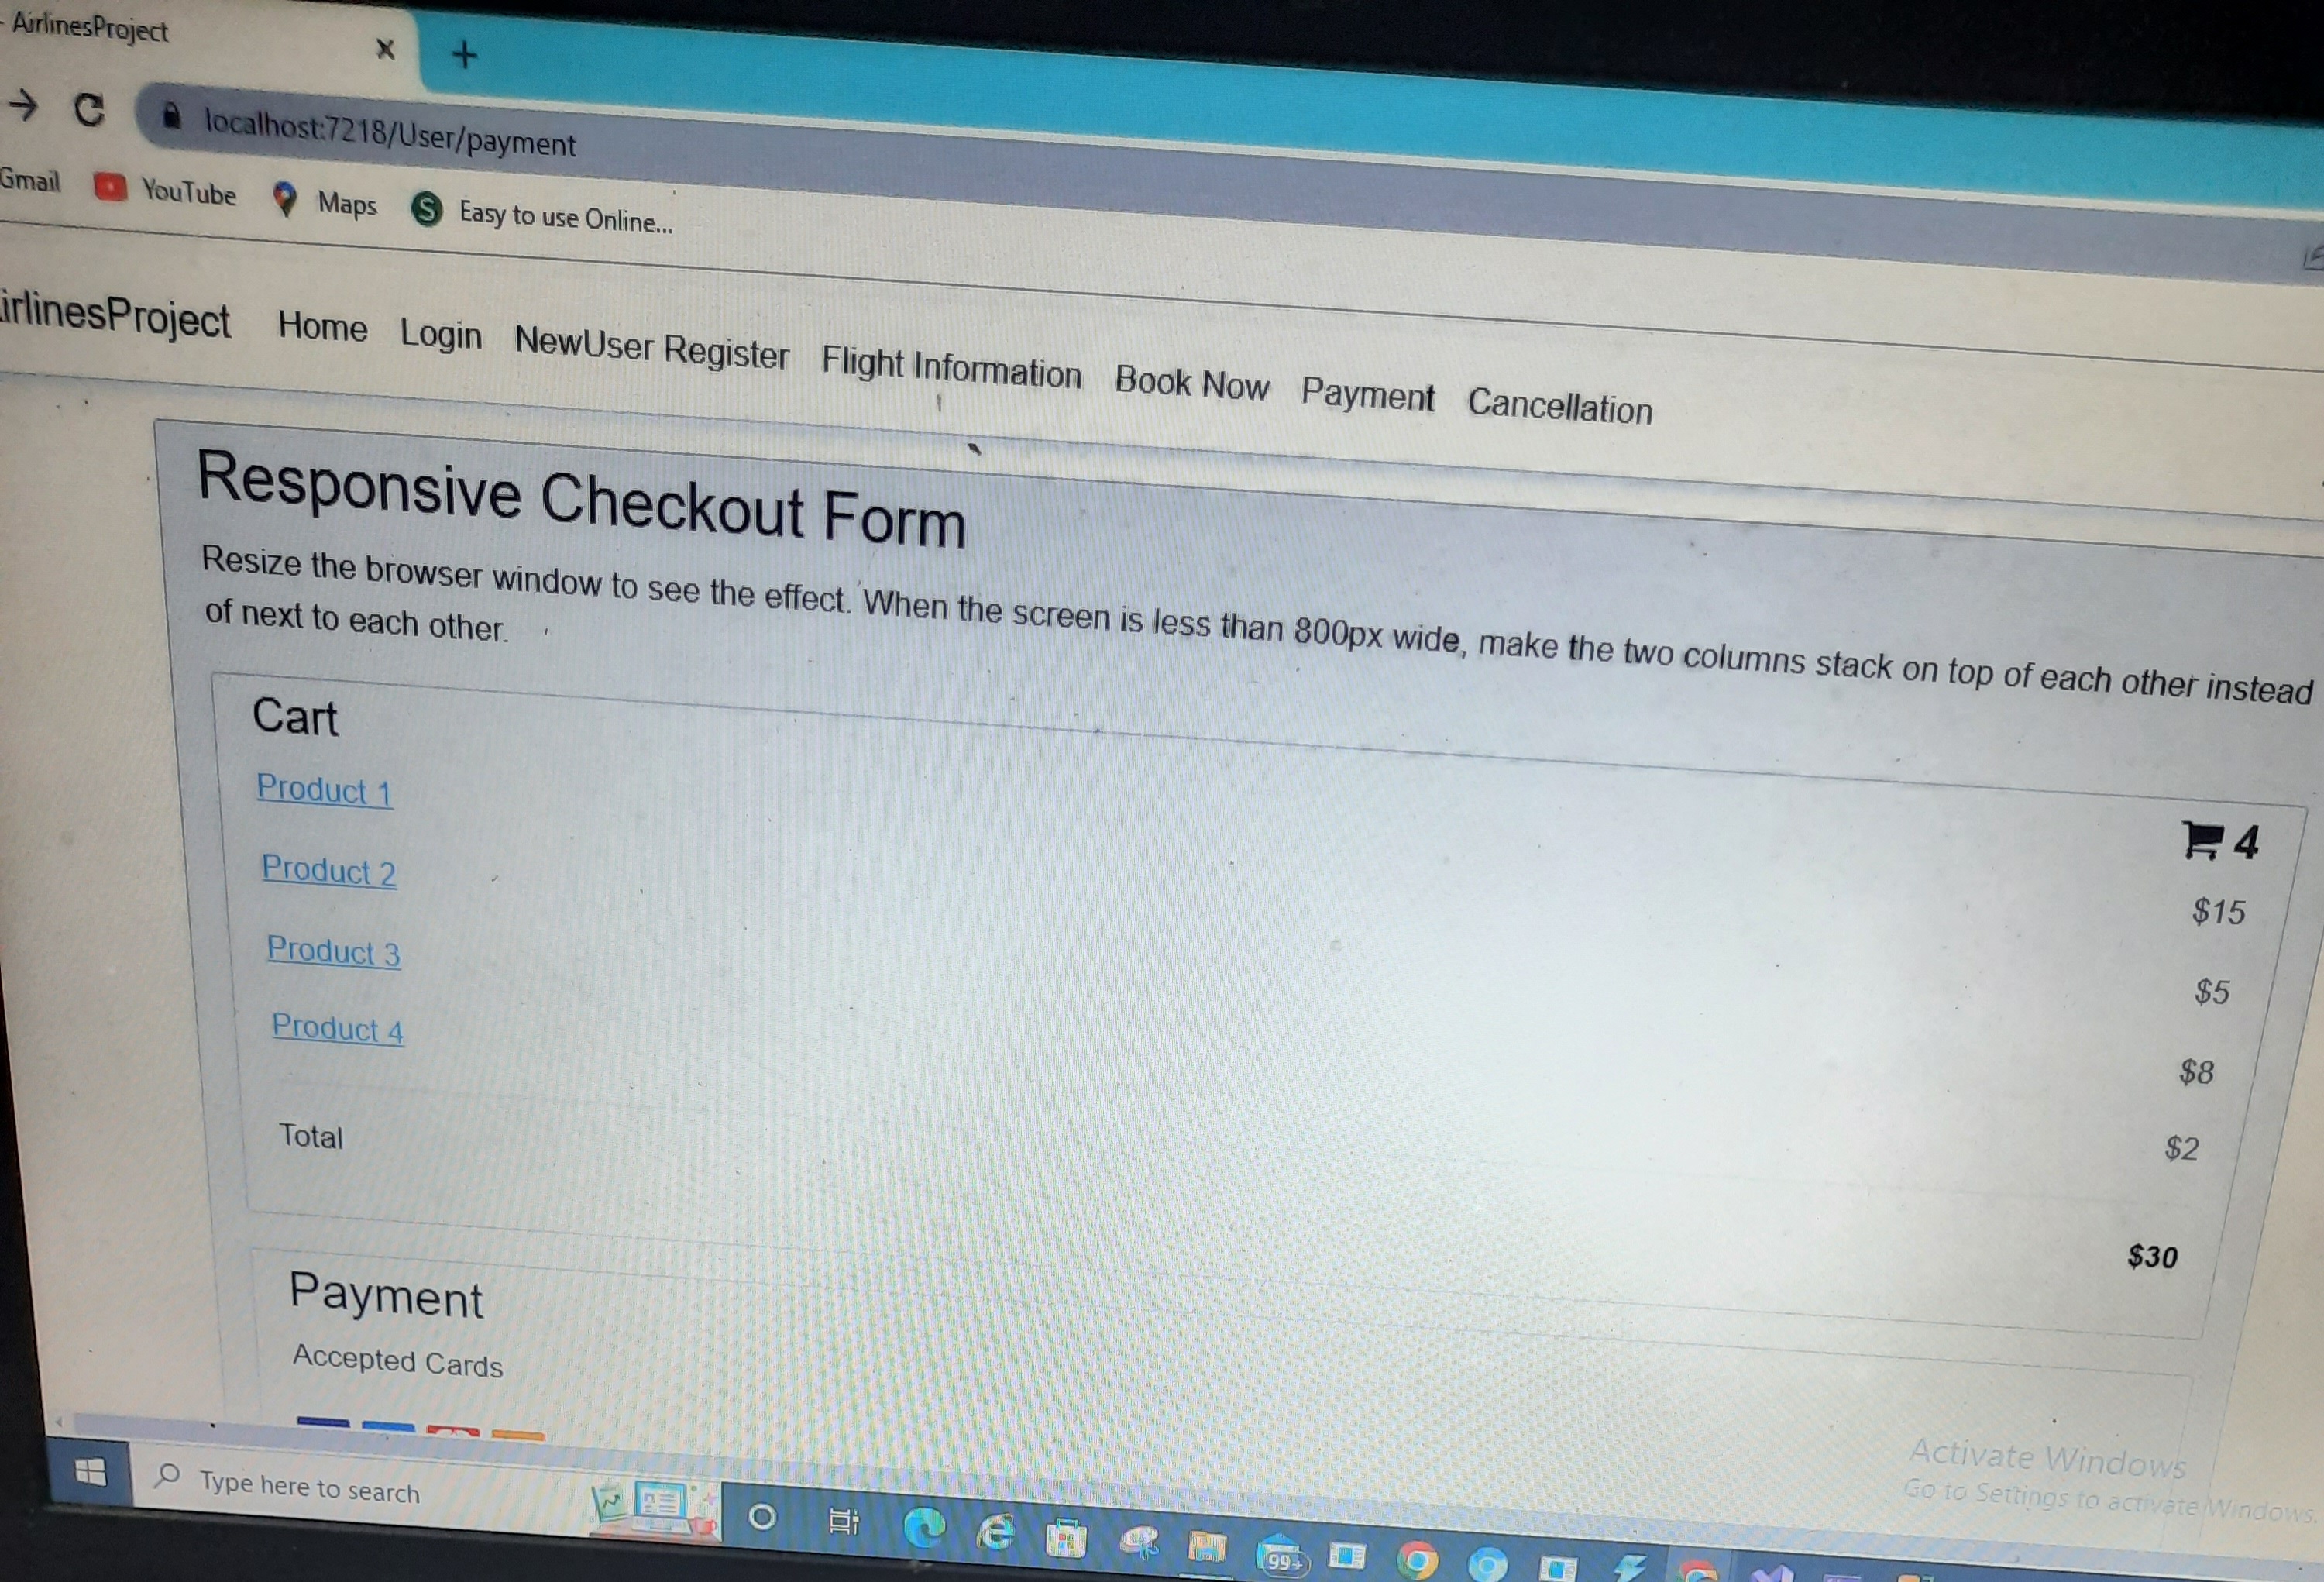 AirlinesProject
localhost:7218/User/payment
Gmail YouTube Maps Easy to use Online...
irlinesProject Home Login NewUser Register Flight Information Book Now Payment Cancellation
Responsive Checkout Form
Resize the browser window to see the effect. When the screen is less than 800px wide, make the two columns stack on top of each other instead
of next to each other.
Cart 4
Product 1 $15
Product 2 $5
Product 3 $8
Product 4 $2
Total $30
Payment
Accepted Cards
Activate Windows
Go to Settings to activate Windows.
Type here to search
99+